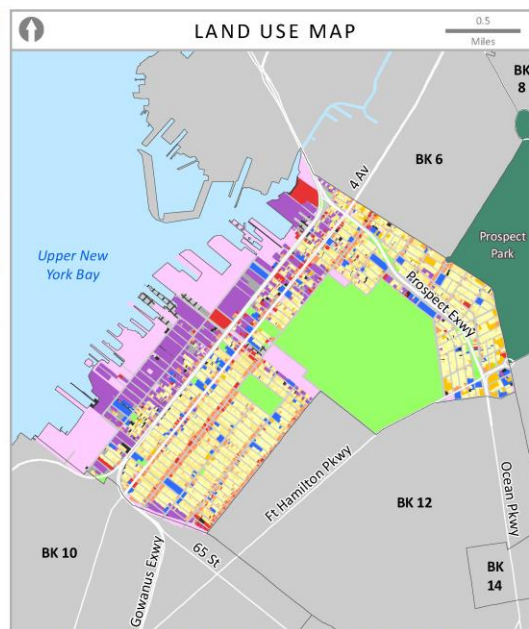 LAND USE MAP
0.5
Miles
BK
8
BK 6
4 Av
Upper New
York Bay
Prospect
Park
Prospect Exwy
Ft Hamilton Pkwy
BK 12
Ocean Pkwy
BK 10
Gowanus Exwy
65 St
BK
14